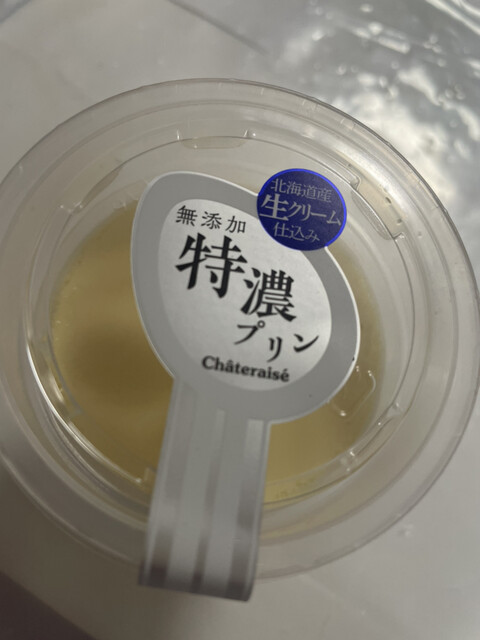 北海道産
生クリーム
仕込み
無添加
特濃
プリン
Châteraisé